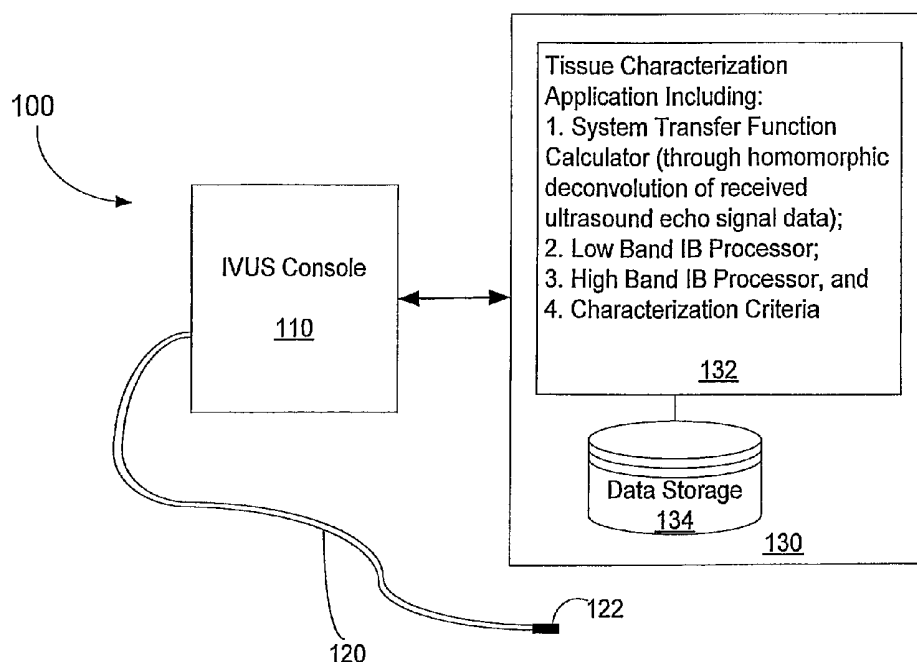 100
IVUS Console
110
Tissue Characterization
Application Including:
1. System Transfer Function
Calculator (through homomorphic
deconvolution of received
ultrasound echo signal data);
2. Low Band IB Processor;
3. High Band IB Processor, and
4. Characterization Criteria
132
Data Storage
134
130
122
120